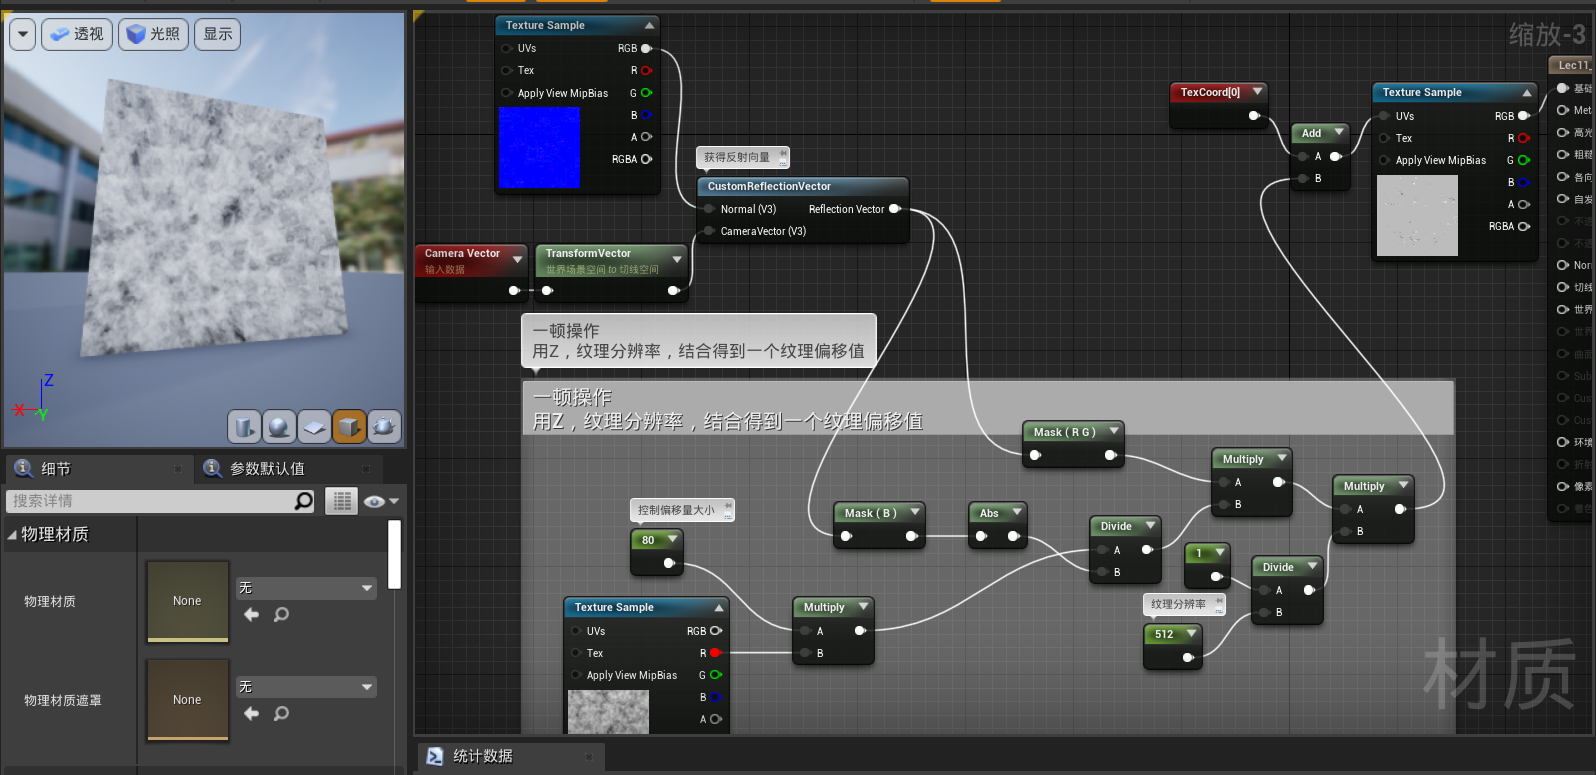 透视
光照
显示
Z
X
Y
细节
参数默认值
搜索详情
物理材质
物理材质
None
无
物理材质遮罩
None
无
缩放-3
Texture Sample
UVs
RGB
Tex
R
Apply View MipBias
G
B
A
RGBA
获得反射向量
CustomReflectionVector
Normal (V3)
Reflection Vector
CameraVector (V3)
Camera Vector
输入数据
TransformVector
世界场景空间 to 切线空间
一顿操作
用Z，纹理分辨率，结合得到一个纹理偏移值
一顿操作
用Z，纹理分辨率，结合得到一个纹理偏移值
TexCoord[0]
Add
A
B
Texture Sample
UVs
RGB
Tex
R
Apply View MipBias
G
B
A
RGBA
Lec11_
基础
Met
高光
粗糙
各向
自发
不透
不透
Nor
切线
世界
世界
曲面
Sub
Cus
Cus
环境
折射
像素
着色
Mask ( R G )
Multiply
A
B
Multiply
A
B
控制偏移量大小
80
Mask ( B )
Abs
Divide
A
B
1
Divide
A
B
纹理分辨率
512
Texture Sample
UVs
RGB
Tex
R
Apply View MipBias
G
B
A
Multiply
A
B
材质
统计数据